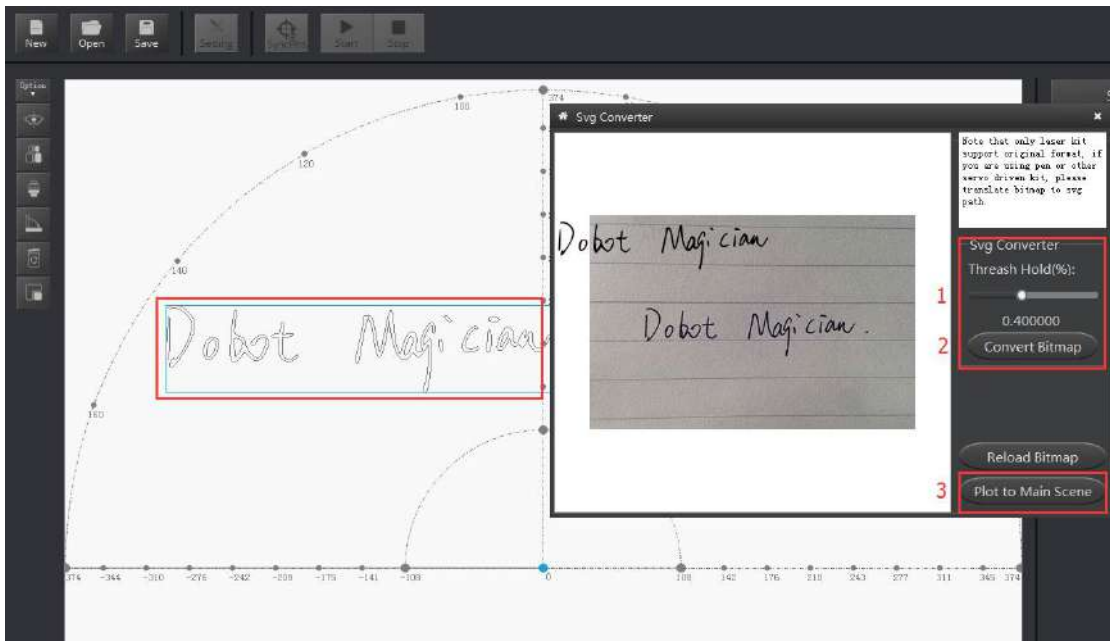 New Open Save Setting SyncPos Start Stop
Option
374
100
120
140
160
Dobot Magician
Svg Converter
Dobot Magician
Dobot Magician.
Note that only laser kit
support original format, if
you are using pen or other
servo driven kit, please
translate bitmap to svg
path.
Svg Converter
Threash Hold(%):
1
0.400000
2
Convert Bitmap
Reload Bitmap
3
Plot to Main Scene
374 -344 -310 -276 -242 -208 -175 -141 -108 0 108 142 176 210 243 277 311 345 374